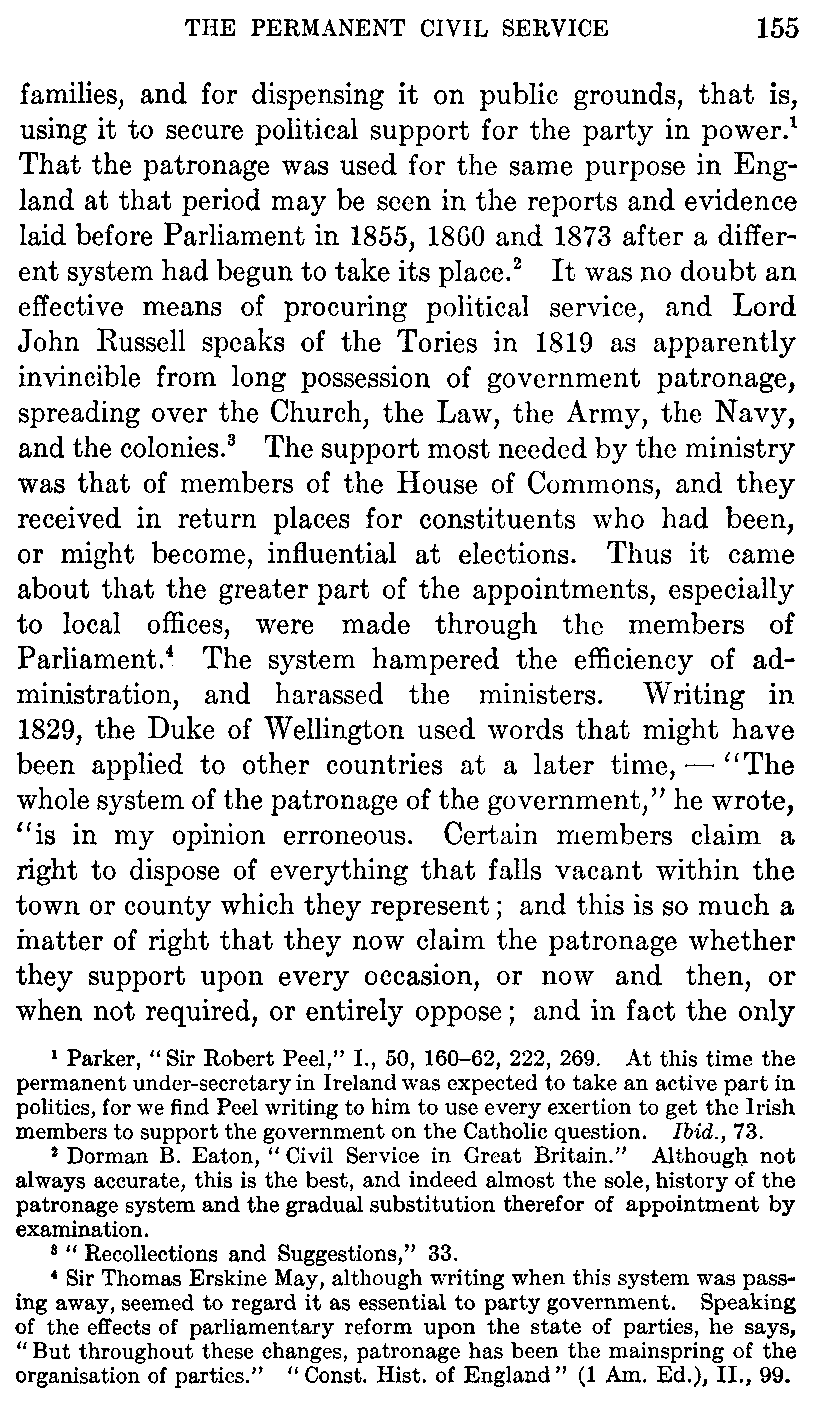 THE PERMANENT CIVIL SERVICE 155
families, and for dispensing it on public grounds, that is,
using it to secure political support for the party in power.¹
That the patronage was used for the same purpose in Eng-
land at that period may be seen in the reports and evidence
laid before Parliament in 1855, 1860 and 1873 after a differ-
ent system had begun to take its place.² It was no doubt an
effective means of procuring political service, and Lord
John Russell speaks of the Tories in 1819 as apparently
invincible from long possession of government patronage,
spreading over the Church, the Law, the Army, the Navy,
and the colonies.³ The support most needed by the ministry
was that of members of the House of Commons, and they
received in return places for constituents who had been,
or might become, influential at elections. Thus it came
about that the greater part of the appointments, especially
to local offices, were made through the members of
Parliament.⁴ The system hampered the efficiency of ad-
ministration, and harassed the ministers. Writing in
1829, the Duke of Wellington used words that might have
been applied to other countries at a later time, — "The
whole system of the patronage of the government," he wrote,
"is in my opinion erroneous. Certain members claim a
right to dispose of everything that falls vacant within the
town or county which they represent; and this is so much a
matter of right that they now claim the patronage whether
they support upon every occasion, or now and then, or
when not required, or entirely oppose; and in fact the only
¹ Parker, "Sir Robert Peel," I., 50, 160–62, 222, 269. At this time the
permanent under-secretary in Ireland was expected to take an active part in
politics, for we find Peel writing to him to use every exertion to get the Irish
members to support the government on the Catholic question. Ibid., 73.
² Dorman B. Eaton, "Civil Service in Great Britain." Although not
always accurate, this is the best, and indeed almost the sole, history of the
patronage system and the gradual substitution therefor of appointment by
examination.
³ "Recollections and Suggestions," 33.
⁴ Sir Thomas Erskine May, although writing when this system was pass-
ing away, seemed to regard it as essential to party government. Speaking
of the effects of parliamentary reform upon the state of parties, he says,
"But throughout these changes, patronage has been the mainspring of the
organisation of parties." "Const. Hist. of England" (1 Am. Ed.), II., 99.